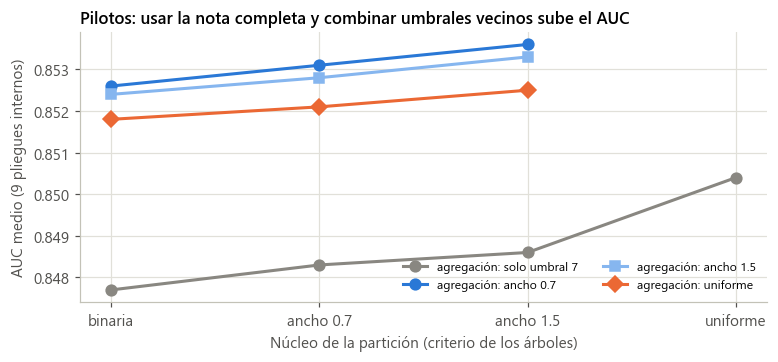 Pilotos: usar la nota completa y combinar umbrales vecinos sube el AUC
AUC medio (9 pliegues internos)
0.853
0.852
0.851
0.850
0.849
0.848
agregación: solo umbral 7
agregación: ancho 0.7
agregación: ancho 1.5
agregación: uniforme
binaria
ancho 0.7
ancho 1.5
uniforme
Núcleo de la partición (criterio de los árboles)